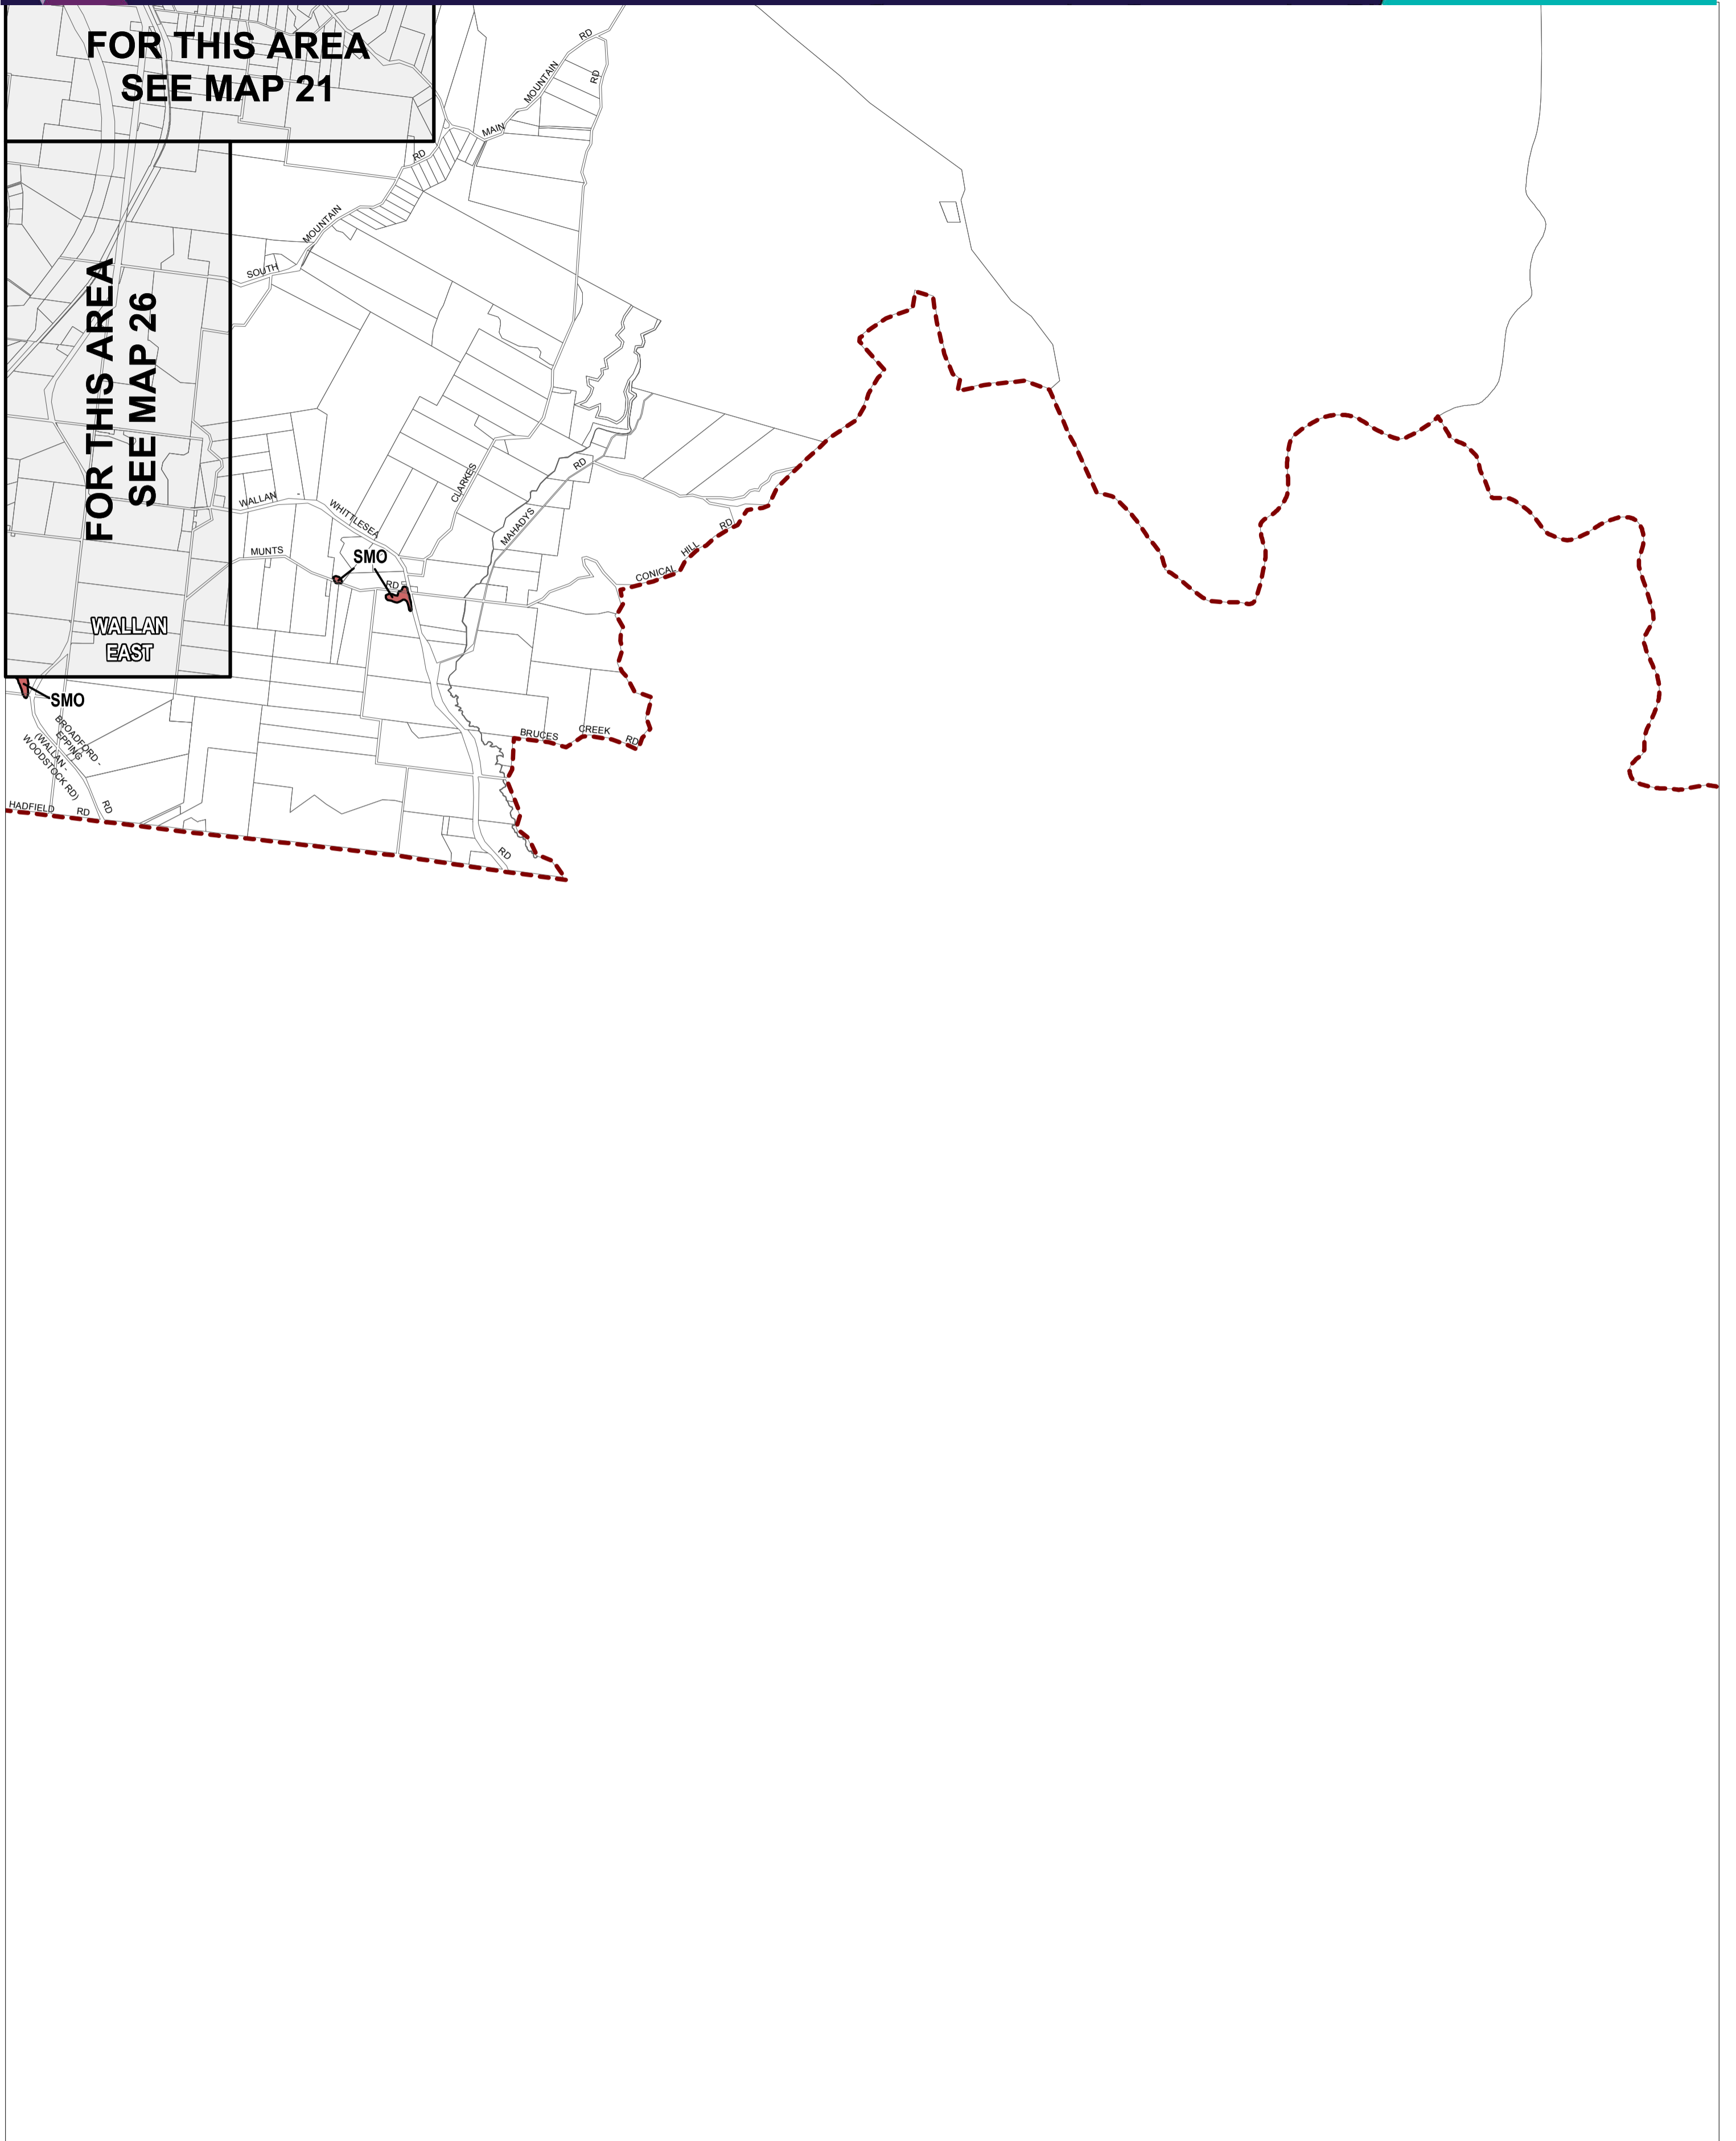 FOR THIS AREA
SEE MAP 21
RD
MOUNTAIN
RD
MAIN
RD
MOUNTAIN
SOUTH
FOR THIS AREA
SEE MAP 26
CLARKES
RD
WALLAN -
WHITTLESEA
MAHADYS
RD
HILL
CONICAL
MUNTS
SMO
RD
WALLAN
EAST
SMO
BROADFORD -
EPPING
(WALLAN -
WOODSTOCK RD)
RD
BRUCES
CREEK
RD
HADFIELD
RD
RD